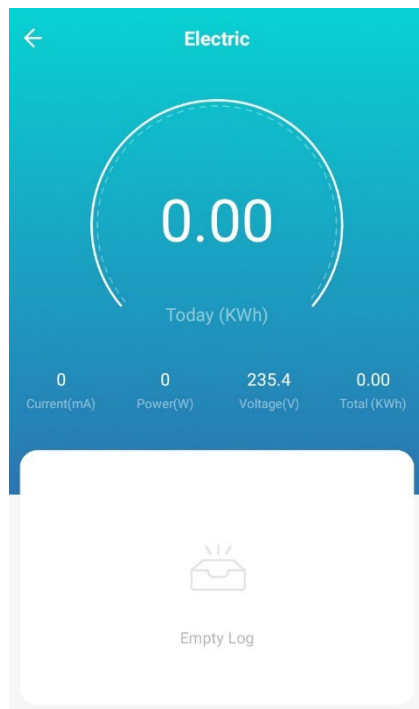 Electric
0.00
Today (KWh)
0 0 235.4 0.00
Current(mA) Power(W) Voltage(V) Total (KWh)
Empty Log